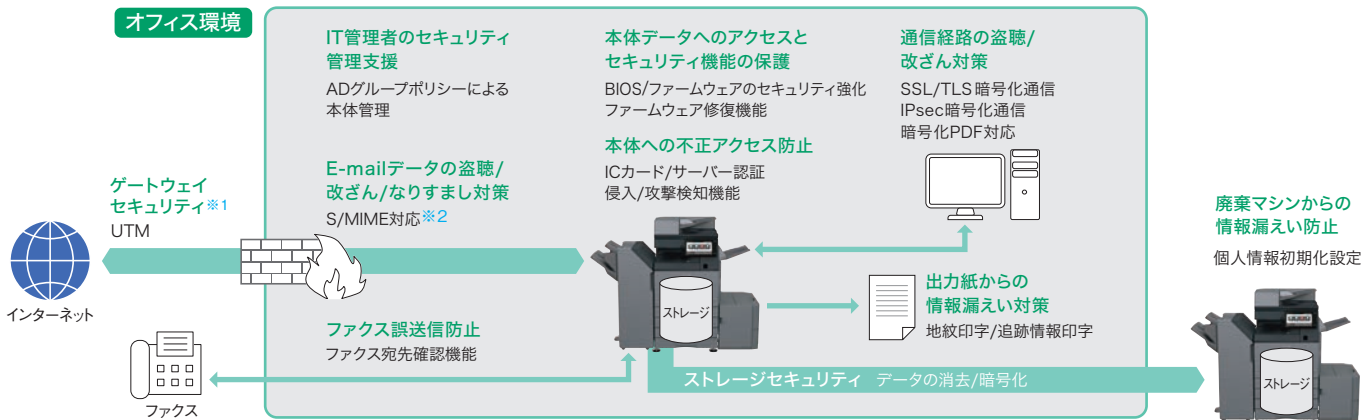 オフィス環境
IT管理者のセキュリティ
管理支援
ADグループポリシーによる
本体管理
本体データへのアクセスと
セキュリティ機能の保護
BIOS/ファームウェアのセキュリティ強化
ファームウェア修復機能
通信経路の盗聴/
改ざん対策
SSL/TLS暗号化通信
IPsec暗号化通信
暗号化PDF対応
本体への不正アクセス防止
ICカード/サーバー認証
侵入/攻撃検知機能
E-mailデータの盗聴/
改ざん/なりすまし対策
S/MIME対応※2
ゲートウェイ
セキュリティ※1
UTM
インターネット
廃棄マシンからの
情報漏えい防止
個人情報初期化設定
ストレージ
出力紙からの
情報漏えい対策
地紋印字/追跡情報印字
ファクス誤送信防止
ファクス宛先確認機能
ストレージセキュリティ データの消去/暗号化
ストレージ
ファクス